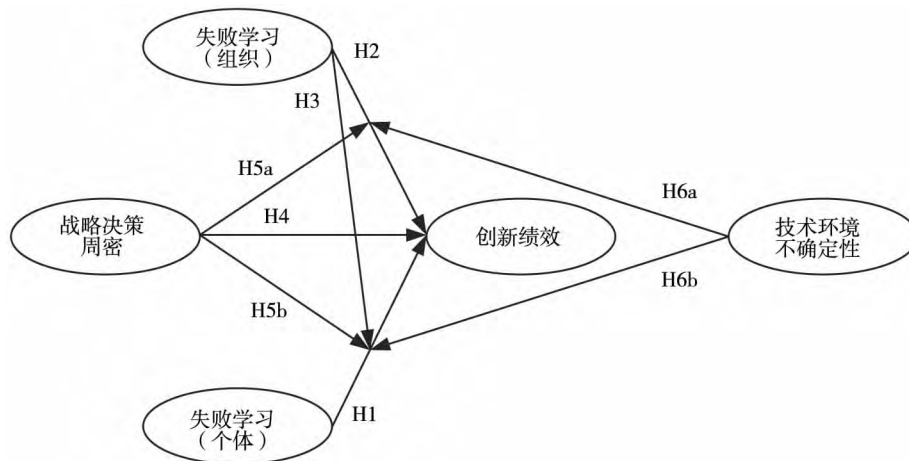 失败学习
（组织）
H2
H3
H5a
H6a
战略决策
周密
H4
创新绩效
技术环境
不确定性
H5b
H6b
失败学习
（个体）
H1